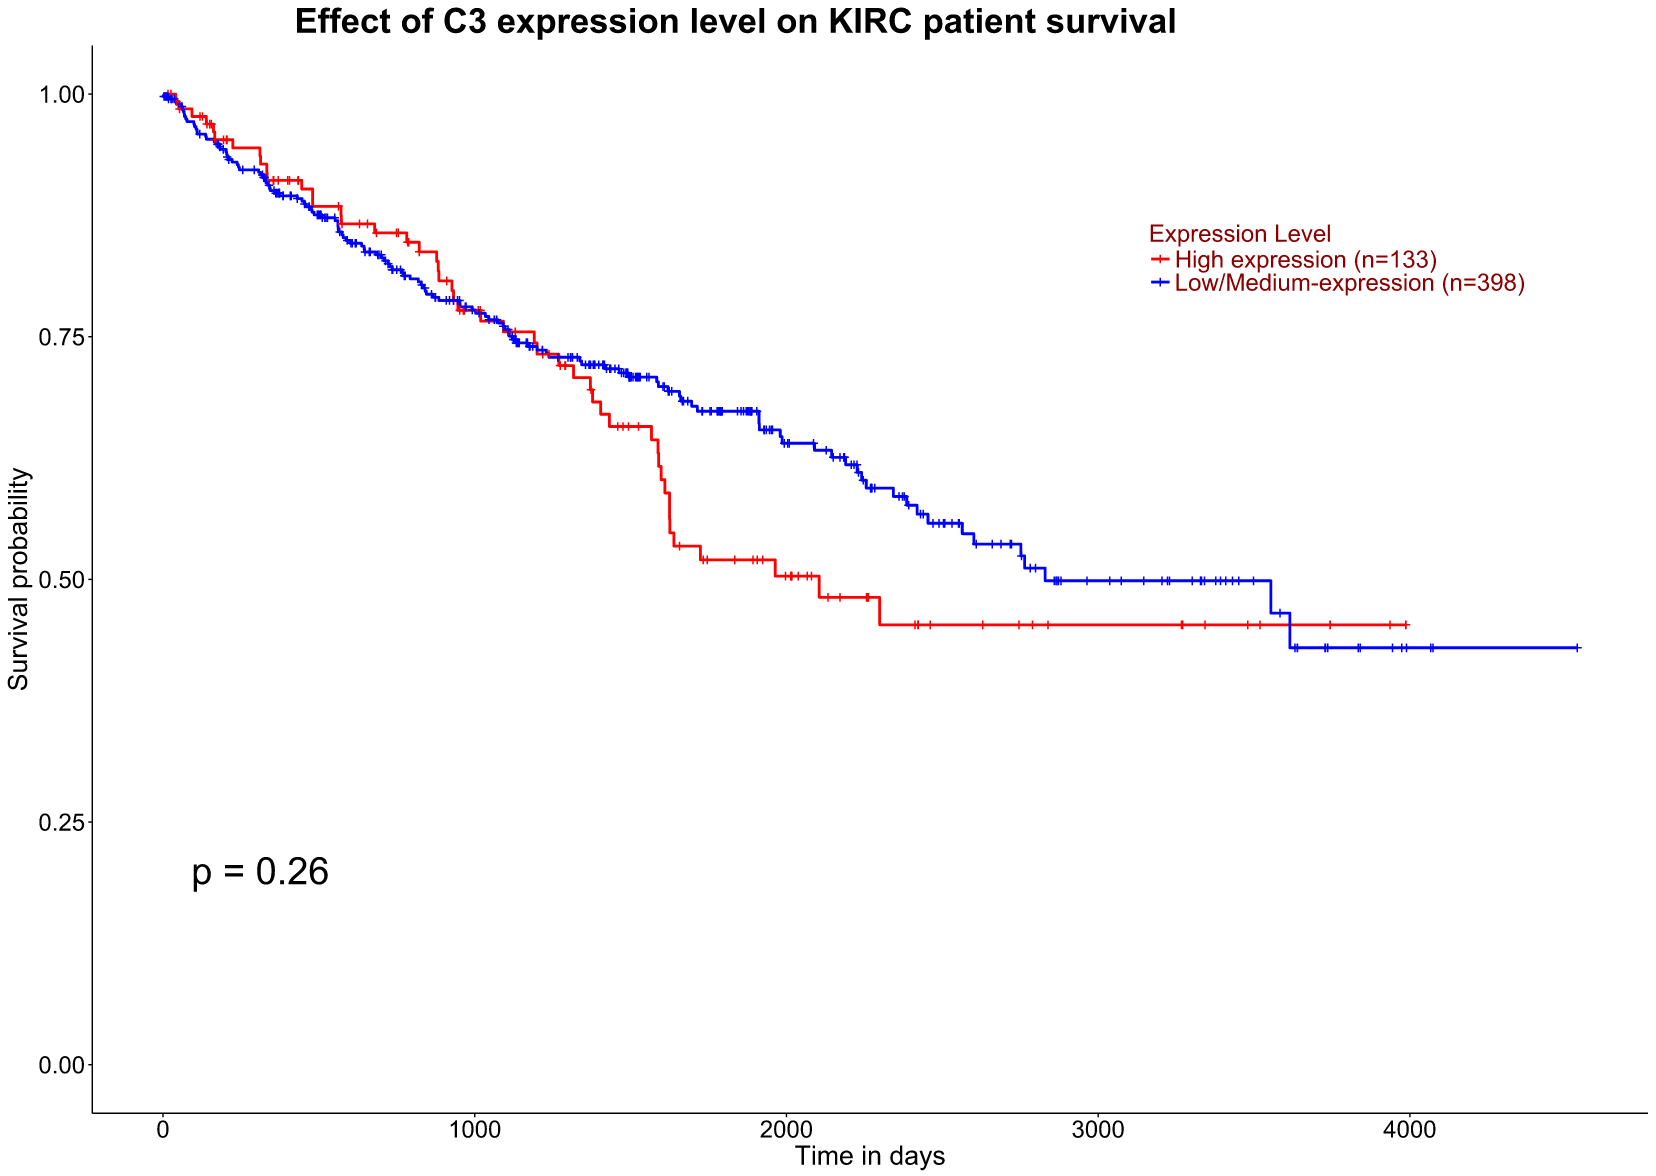 Effect of C3 expression level on KIRC patient survival
Survival probability
1.00
0.75
0.50
0.25
0.00
Expression Level
High expression (n=133)
Low/Medium-expression (n=398)
p = 0.26
0 1000 2000 3000 4000
Time in days